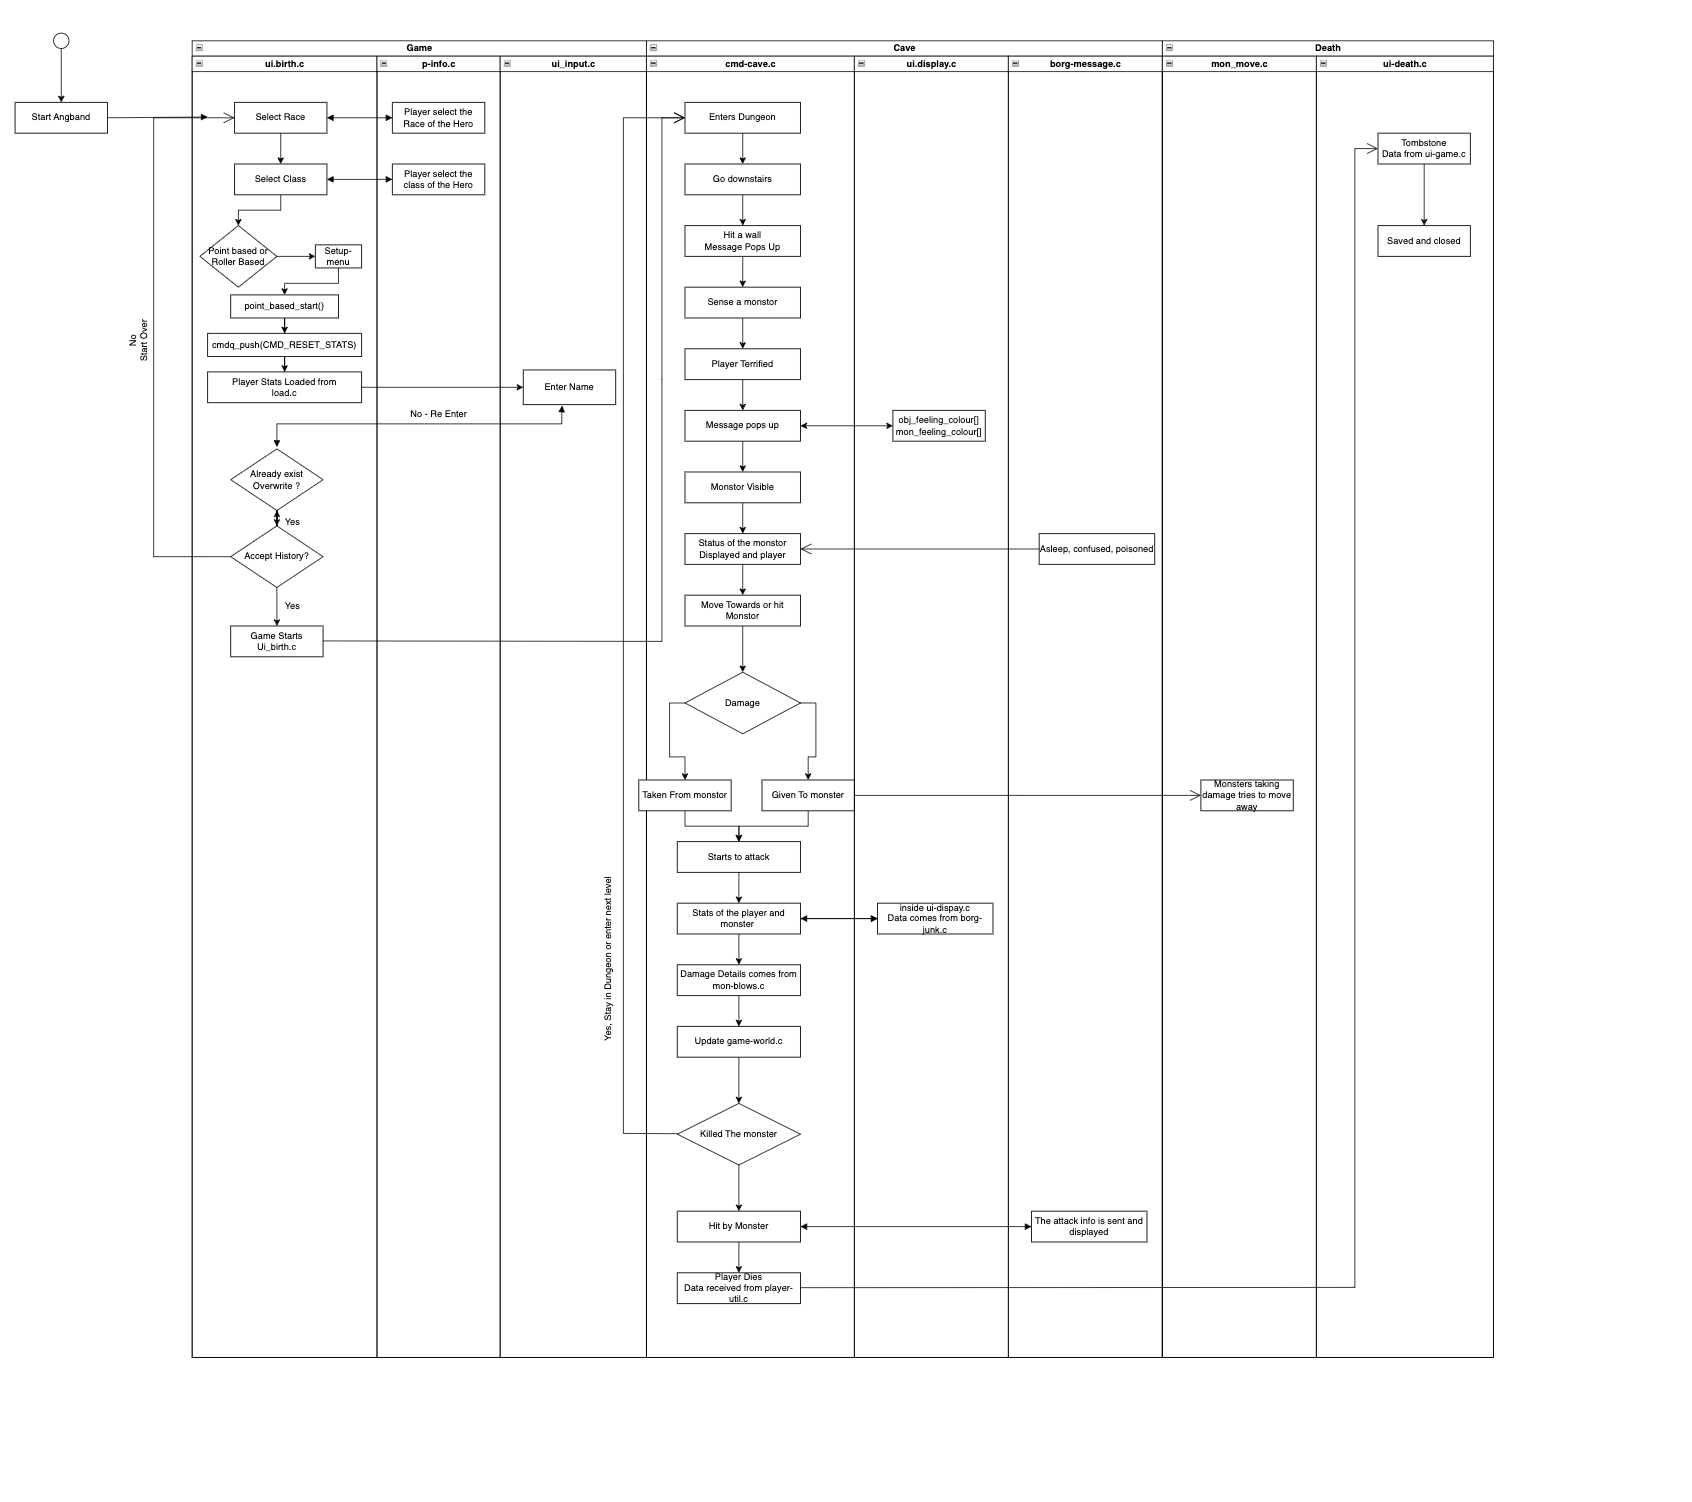 Game
Cave
Death
ui.birth.c
p-info.c
ui_input.c
cmd-cave.c
ui.display.c
borg-message.c
mon_move.c
ui-death.c
Start Angband
Select Race
Player select the
Race of the Hero
Select Class
Player select the
class of the Hero
Point based or
Roller Based
Setup-
menu
point_based_start()
cmdq_push(CMD_RESET_STATS)
Player Stats Loaded from
load.c
Enter Name
No - Re Enter
Already exist
Overwrite ?
Yes
Accept History?
No
Start Over
Yes
Game Starts
Ui_birth.c
Enters Dungeon
Go downstairs
Hit a wall
Message Pops Up
Sense a monstor
Player Terrified
Message pops up
obj_feeling_colour[]
mon_feeling_colour[]
Monstor Visible
Status of the monstor
Displayed and player
Asleep, confused, poisoned
Move Towards or hit
Monstor
Damage
Taken From monstor
Given To monster
Monsters taking
damage tries to move
away
Starts to attack
Stats of the player and
monster
inside ui-dispay.c
Data comes from borg-
junk.c
Damage Details comes from
mon-blows.c
Update game-world.c
Killed The monster
Yes, Stay in Dungeon or enter next level
Hit by Monster
The attack info is sent and
displayed
Player Dies
Data received from player-
util.c
Tombstone
Data from ui-game.c
Saved and closed